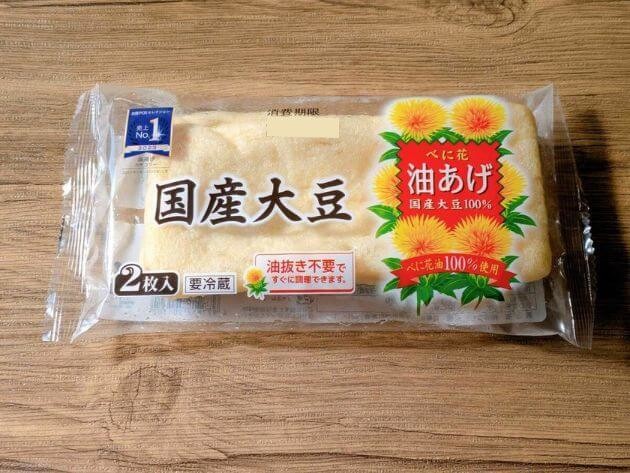 消費期限
売上
No.1
国産大豆
べに花
油あげ
国産大豆100%
べに花油100%使用
油抜き不要で
すぐに調理できます。
2枚入
要冷蔵